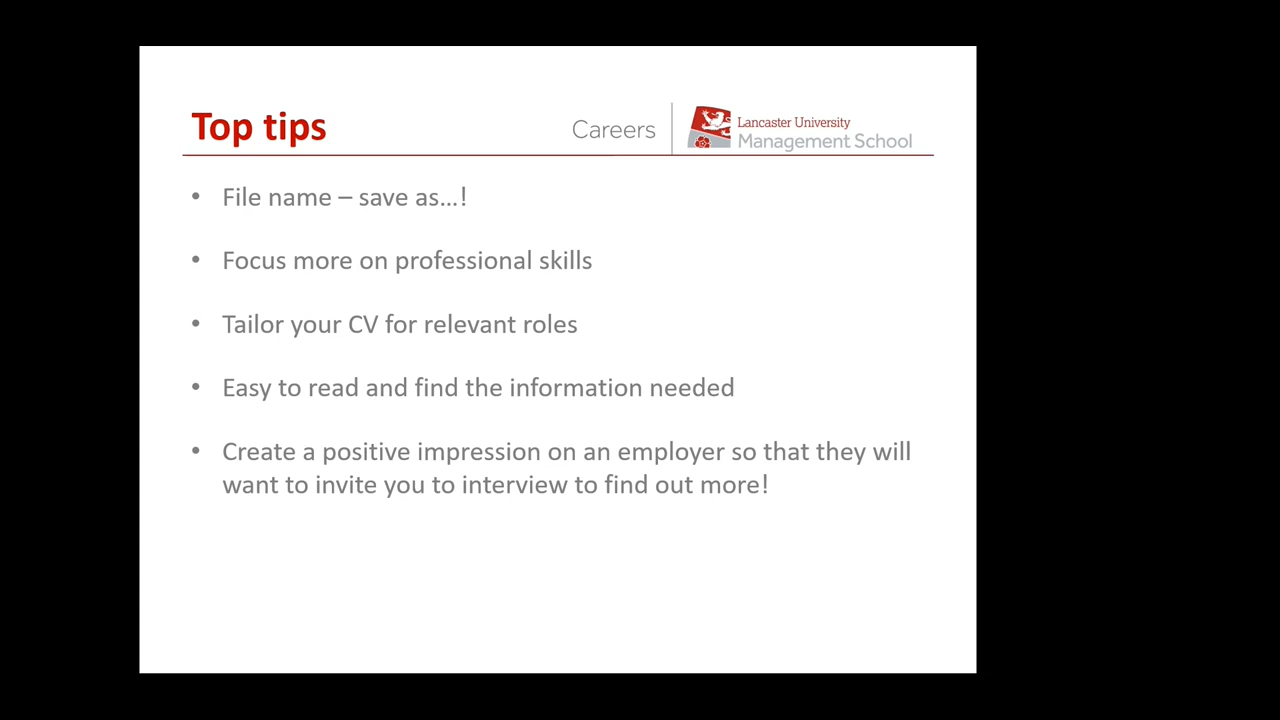 Top tips
Careers
Lancaster University
Management School
• File name – save as...!
• Focus more on professional skills
• Tailor your CV for relevant roles
• Easy to read and find the information needed
• Create a positive impression on an employer so that they will
want to invite you to interview to find out more!